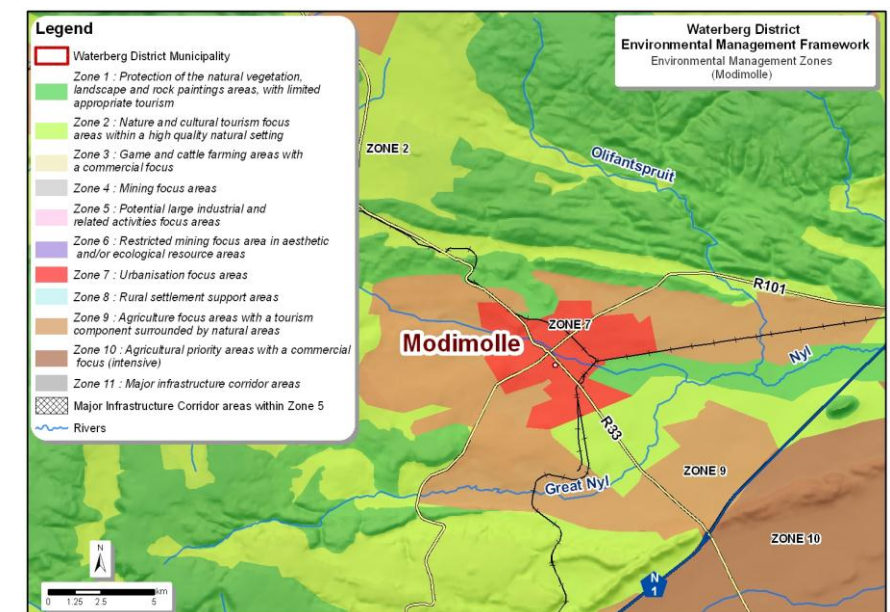 Legend
Waterberg District Municipality
Zone 1 : Protection of the natural vegetation,
landscape and rock paintings areas, with limited
appropriate tourism
Zone 2 : Nature and cultural tourism focus
areas within a high quality natural setting
Zone 3 : Game and cattle farming areas with
a commercial focus
Zone 4 : Mining focus areas
Zone 5 : Potential large industrial and
related activities focus areas
Zone 6 : Restricted mining focus area in aesthetic
and/or ecological resource areas
Zone 7 : Urbanisation focus areas
Zone 8 : Rural settlement support areas
Zone 9 : Agriculture focus areas with a tourism
component surrounded by natural areas
Zone 10 : Agricultural priority areas with a commercial
focus (intensive)
Zone 11 : Major infrastructure corridor areas
Major Infrastructure Corridor areas within Zone 5
Rivers
Waterberg District
Environmental Management Framework
Environmental Management Zones
(Modimolle)
ZONE 2
Olifantspruit
R101
ZONE 7
Modimolle
Nyl
R33
ZONE 9
Great Nyl
ZONE 10
N
1
N
km
0 1.25 2.5 5